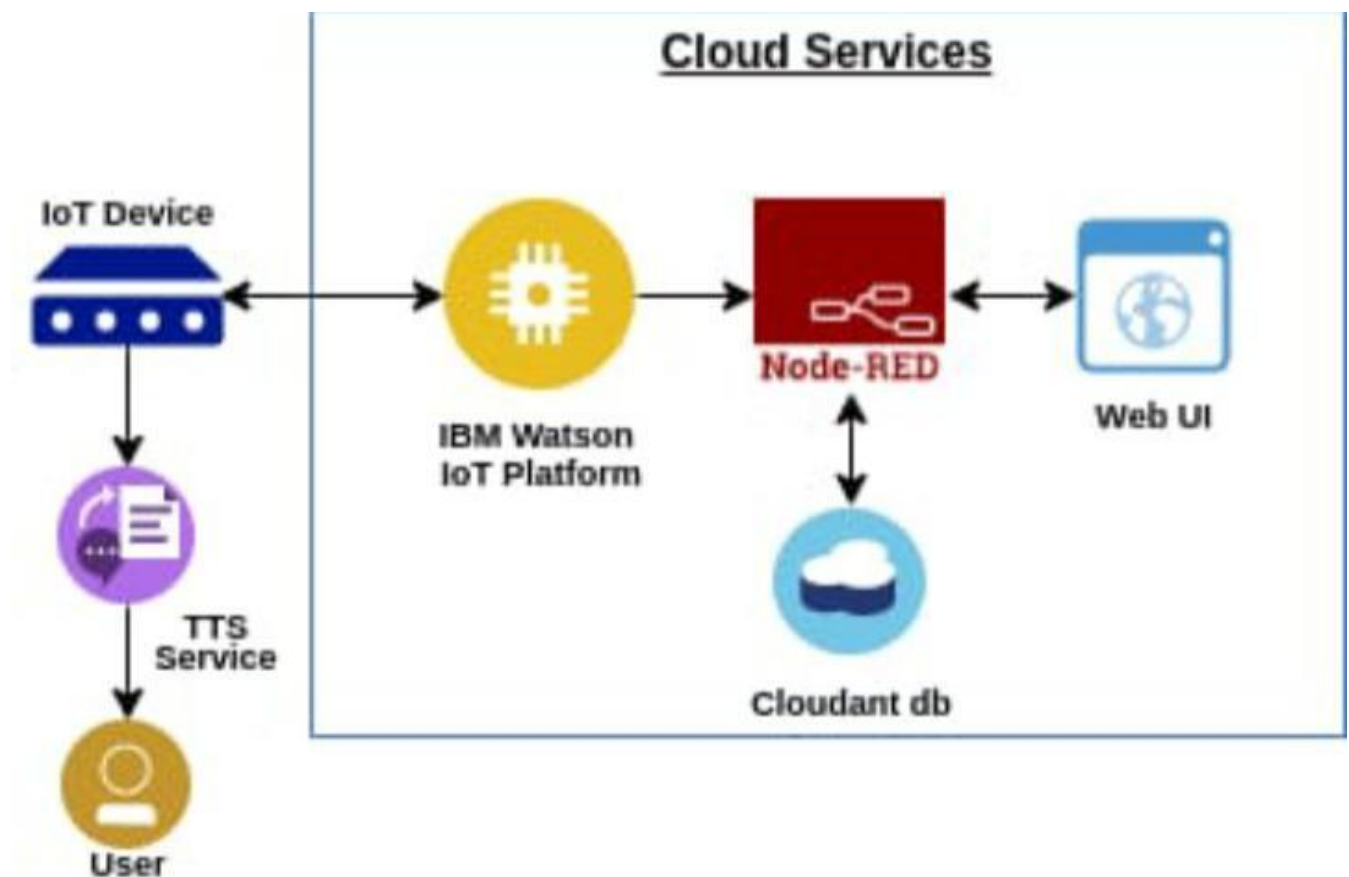 Cloud Services
IoT Device
Node-RED
Web UI
IBM Watson
IoT Platform
TTS
Service
Cloudant db
User